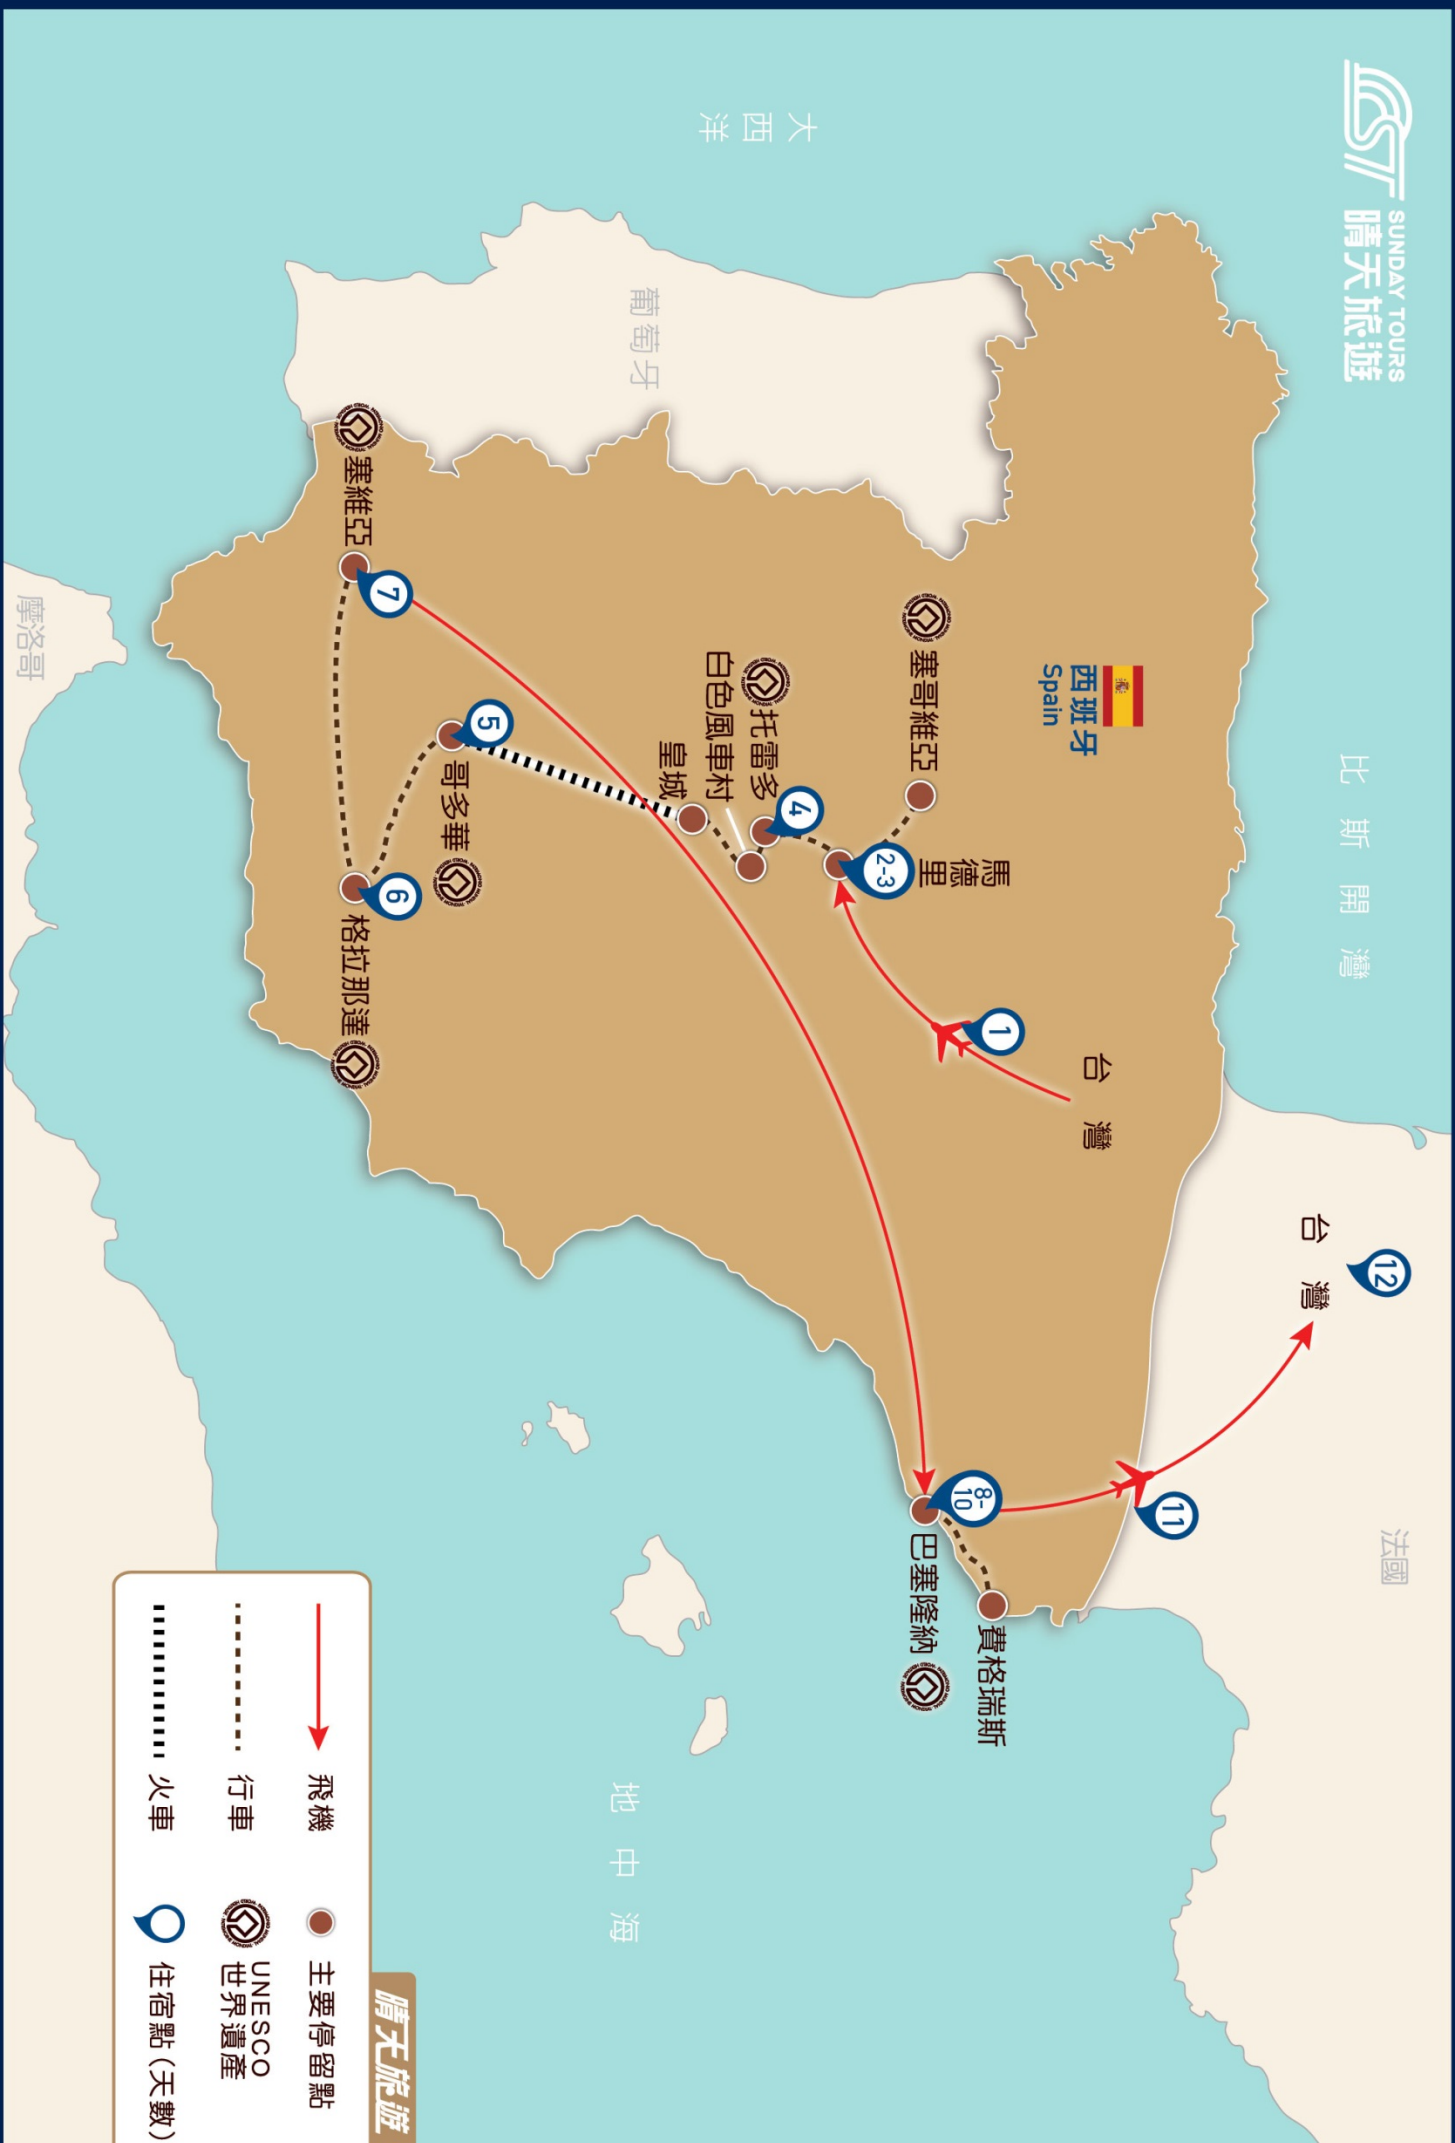 SUNDAY TOURS
晴天旅遊
比斯開灣
大西洋
法國
台灣
12
11
西班牙
Spain
台灣
1
塞哥維亞
馬德里
2-3
托雷多
4
白色風車村
皇城
費格瑞斯
8-10
巴塞隆納
葡萄牙
5
哥多華
塞維亞
7
6
格拉那達
地中海
摩洛哥
晴天旅遊
飛機
主要停留點
行車
UNESCO
世界遺產
火車
住宿點(天數)